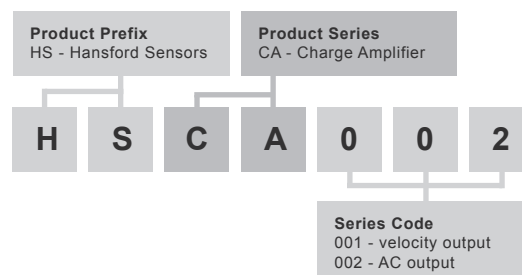 Product Prefix
HS - Hansford Sensors
Product Series
CA - Charge Amplifier
H S C A 0 0 2
Series Code
001 - velocity output
002 - AC output